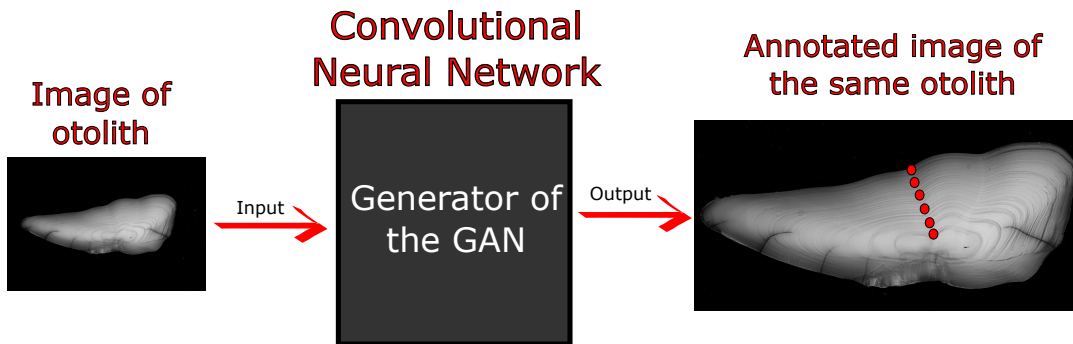 Image of
otolith
Input
Convolutional
Neural Network
Generator of
the GAN
Output
Annotated image of
the same otolith